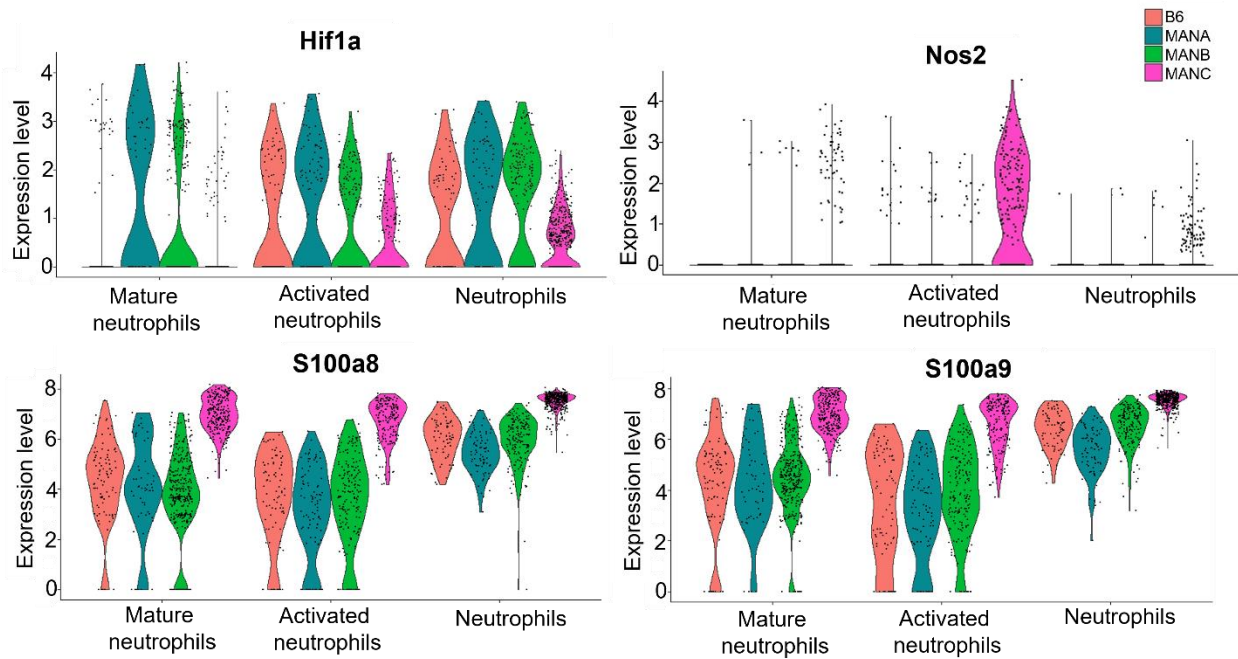 Hif1a
Expression level
4
3
2
1
0
Mature neutrophils
Activated neutrophils
Neutrophils
Nos2
B6
MANA
MANB
MANC
Expression level
4
3
2
1
0
Mature neutrophils
Activated neutrophils
Neutrophils
S100a8
Expression level
8
6
4
2
0
Mature neutrophils
Activated neutrophils
Neutrophils
S100a9
Expression level
8
6
4
2
0
Mature neutrophils
Activated neutrophils
Neutrophils